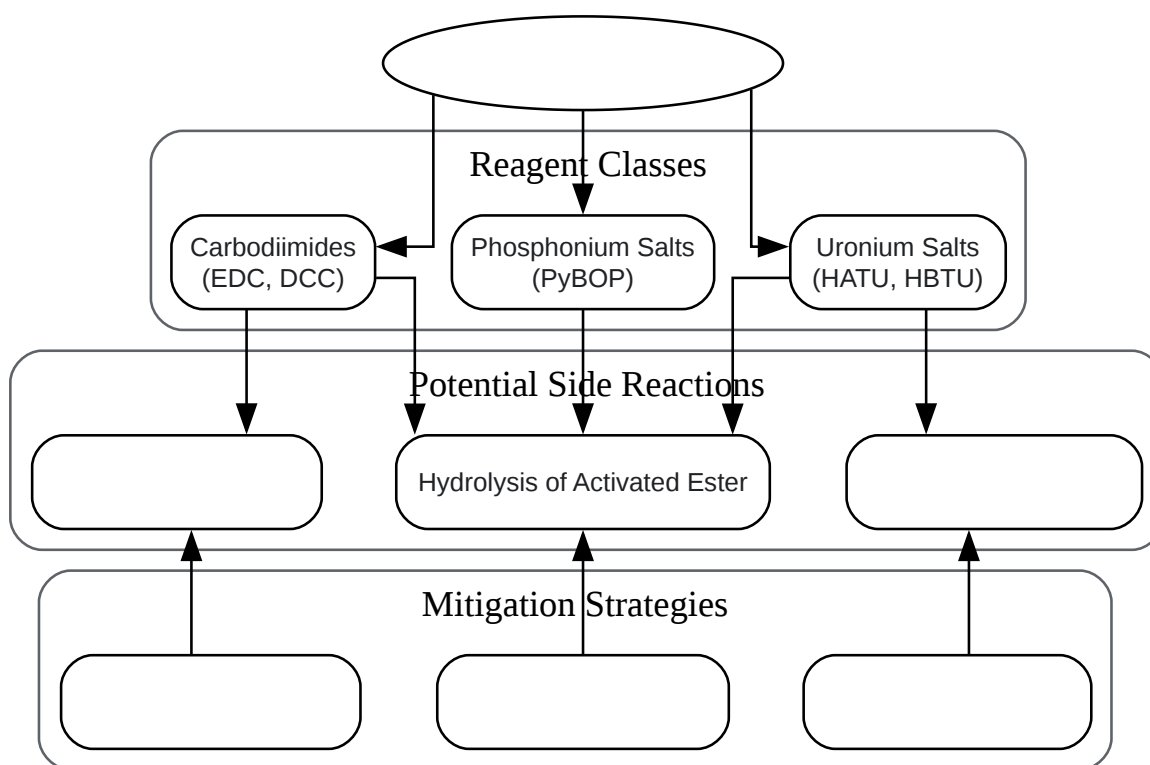 Reagent Classes
Carbodiimides
(EDC, DCC)
Phosphonium Salts
(PyBOP)
Uronium Salts
(HATU, HBTU)
Potential Side Reactions
Hydrolysis of Activated Ester
Mitigation Strategies